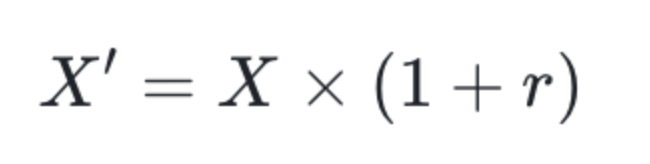 X′ = X × (1 + r)